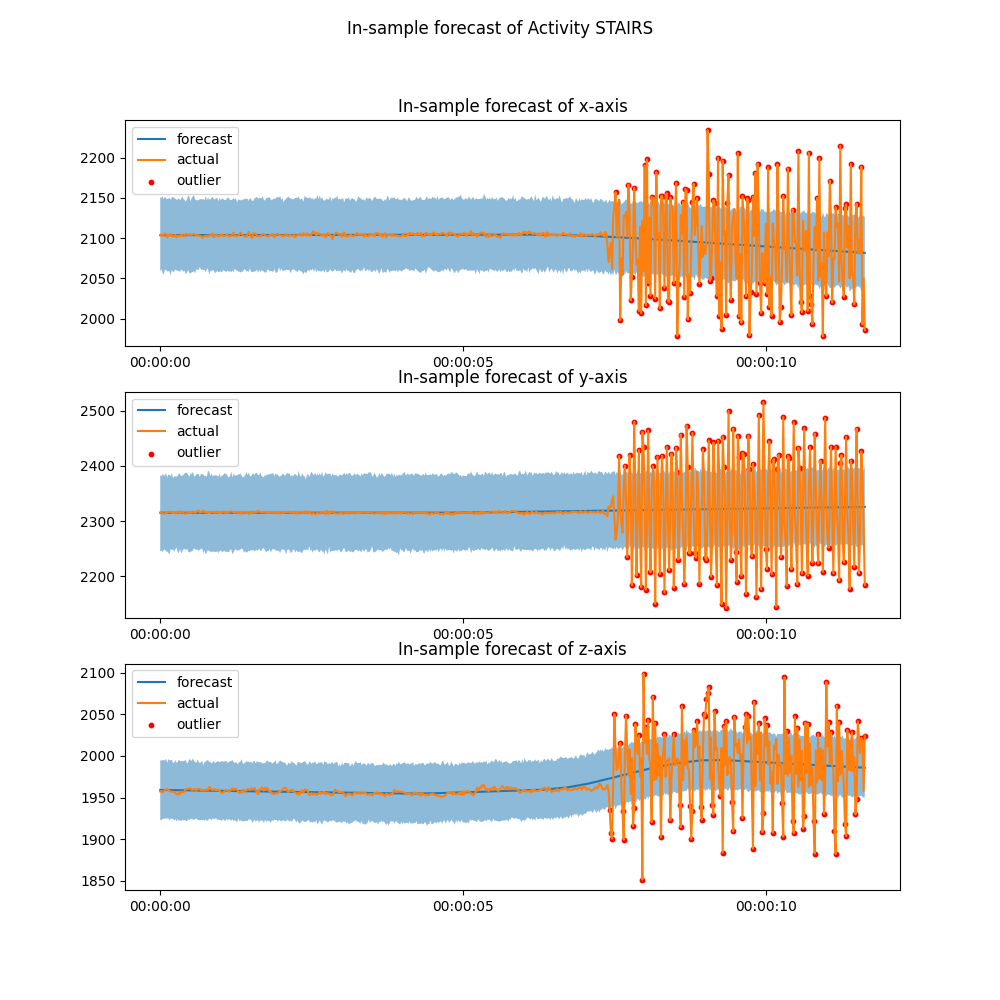 In-sample forecast of Activity STAIRS
In-sample forecast of x-axis
forecast
actual
outlier
2200
2150
2100
2050
2000
00:00:00 00:00:05 00:00:10
In-sample forecast of y-axis
forecast
actual
outlier
2500
2400
2300
2200
00:00:00 00:00:05 00:00:10
In-sample forecast of z-axis
forecast
actual
outlier
2100
2050
2000
1950
1900
1850
00:00:00 00:00:05 00:00:10